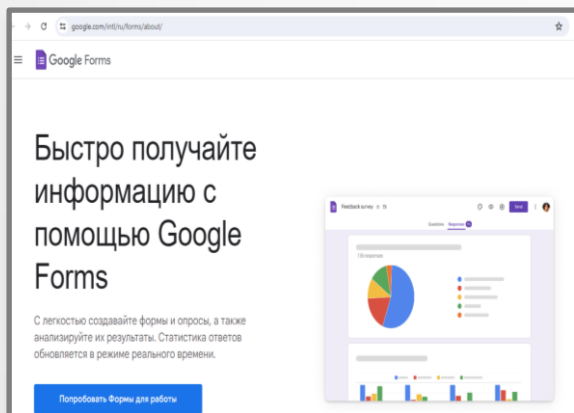 google.com/intl/ru/forms/about/
Google Forms
Быстро получайте
информацию с
помощью Google
Forms
С легкостью создавайте формы и опросы, а также
анализируйте их результаты. Статистика ответов
обновляется в режиме реального времени.
Попробовать Формы для работы
Feedback survey
Send
Questions Responses